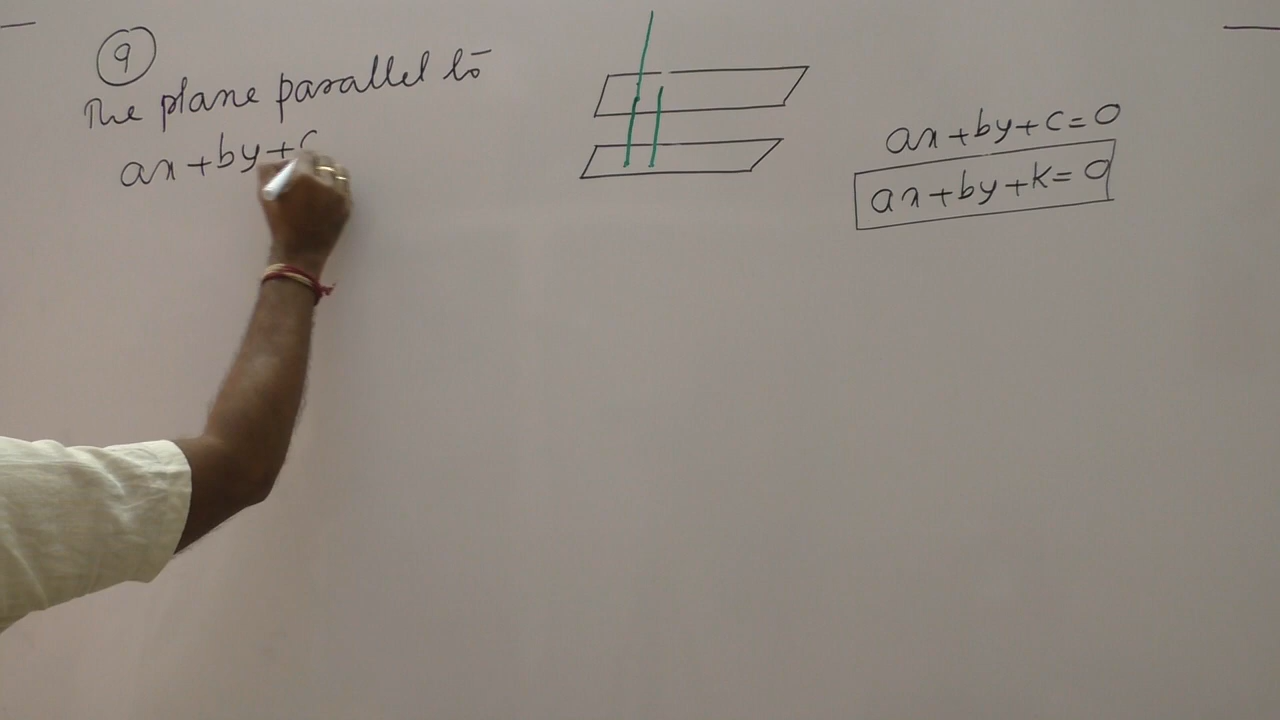 9
The plane parallel to
ax+by+c
ax+by+c=0
ax+by+k=0